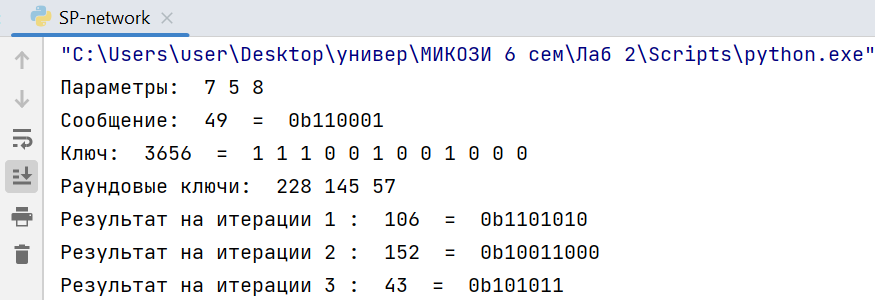 SP-network
"C:\Users\user\Desktop\универ\МИКОЗИ 6 сем\Лаб 2\Scripts\python.exe"
Параметры:  7 5 8
Сообщение:  49  =  0b110001
Ключ:  3656  =  1 1 1 0 0 1 0 0 1 0 0 0
Раундовые ключи:  228 145 57
Результат на итерации 1 :  106  =  0b1101010
Результат на итерации 2 :  152  =  0b10011000
Результат на итерации 3 :  43  =  0b101011